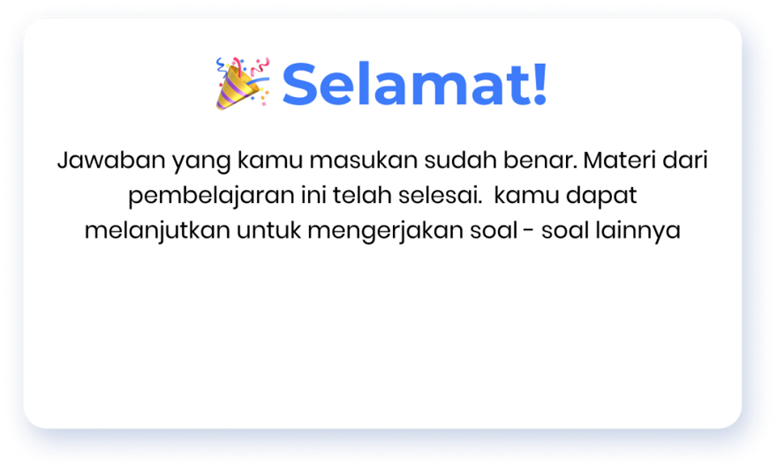 🎉 Selamat!
Jawaban yang kamu masukan sudah benar. Materi dari
pembelajaran ini telah selesai.  kamu dapat
melanjutkan untuk mengerjakan soal - soal lainnya